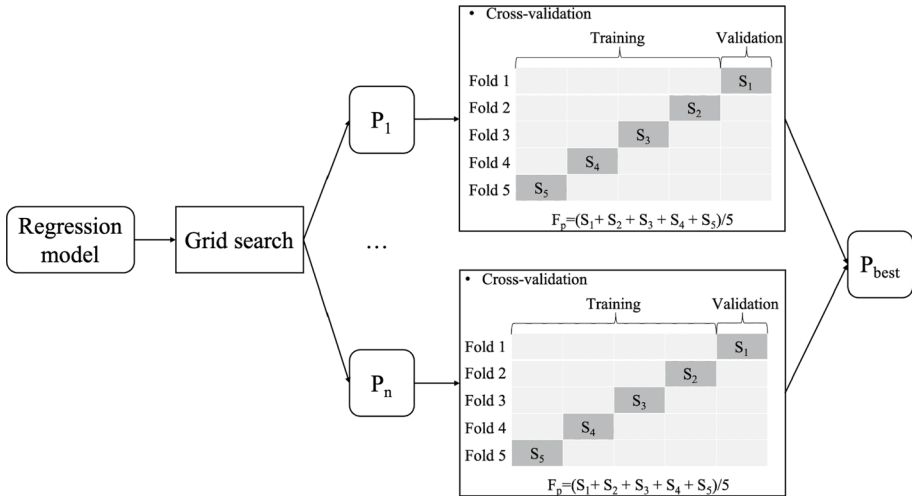 • Cross-validation
Training Validation
Fold 1 S₁
Fold 2 S₂
Fold 3 S₃
Fold 4 S₄
Fold 5 S₅
Fₚ=(S₁+ S₂ + S₃ + S₄ + S₅)/5
P₁
Regression
model
Grid search
...
P_best
• Cross-validation
Training Validation
Fold 1 S₁
Fold 2 S₂
Fold 3 S₃
Fold 4 S₄
Fold 5 S₅
Fₚ=(S₁+ S₂ + S₃ + S₄ + S₅)/5
Pₙ